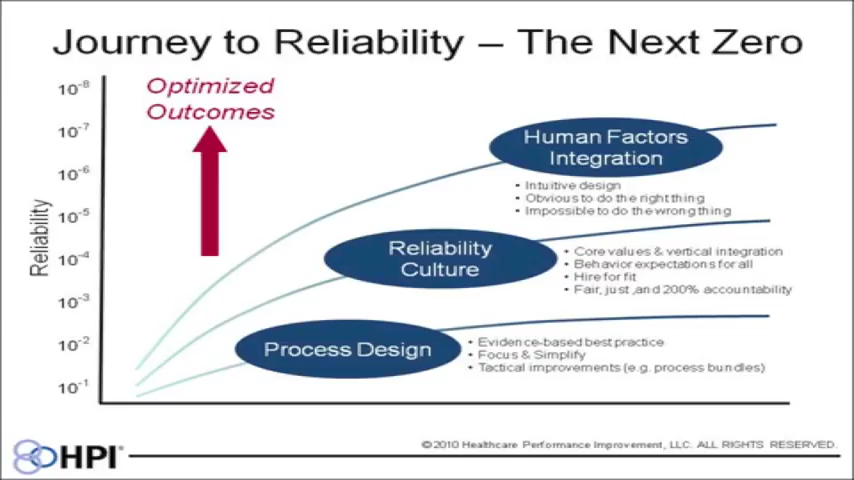 Journey to Reliability – The Next Zero
Optimized
Outcomes
Reliability
10⁻⁸
10⁻⁷
10⁻⁶
10⁻⁵
10⁻⁴
10⁻³
10⁻²
10⁻¹
Human Factors
Integration
• Intuitive design
• Obvious to do the right thing
• Impossible to do the wrong thing
Reliability
Culture
• Core values & vertical integration
• Behavior expectations for all
• Hire for fit
• Fair, just ,and 200% accountability
Process Design
• Evidence-based best practice
• Focus & Simplify
• Tactical improvements (e.g. process bundles)
©2010 Healthcare Performance Improvement, LLC. ALL RIGHTS RESERVED.
HPI®